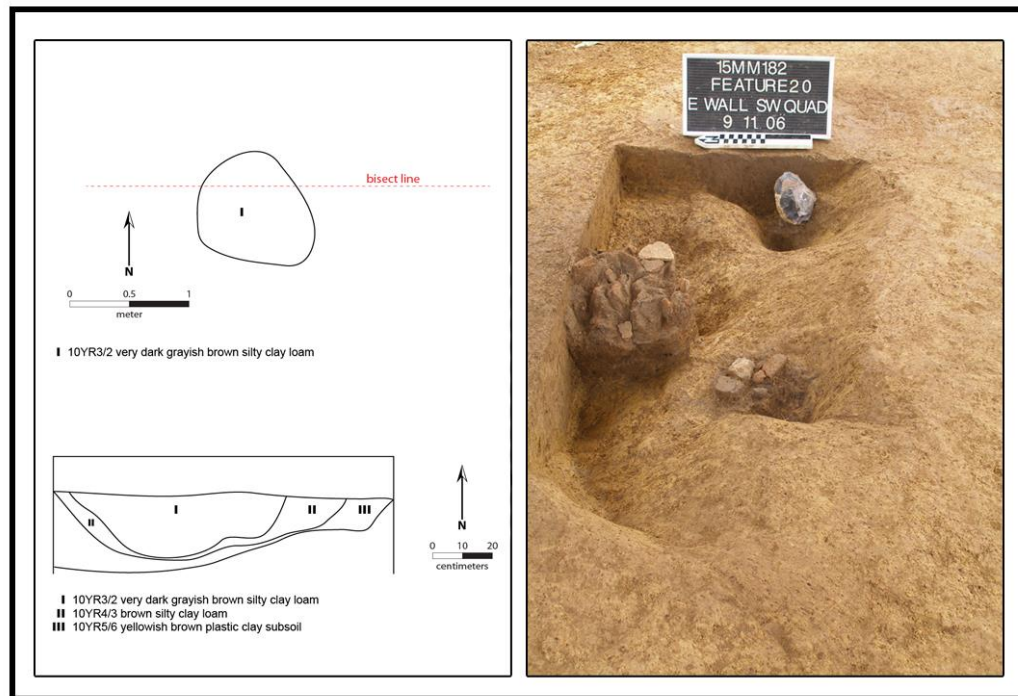 bisect line
I
N
0 0.5 1
meter
I 10YR3/2 very dark grayish brown silty clay loam
II I II III
N
0 10 20
centimeters
I 10YR3/2 very dark grayish brown silty clay loam
II 10YR4/3 brown silty clay loam
III 10YR5/6 yellowish brown plastic clay subsoil
15MM182
FEATURE20
E WALL SW QUAD
9 11 06